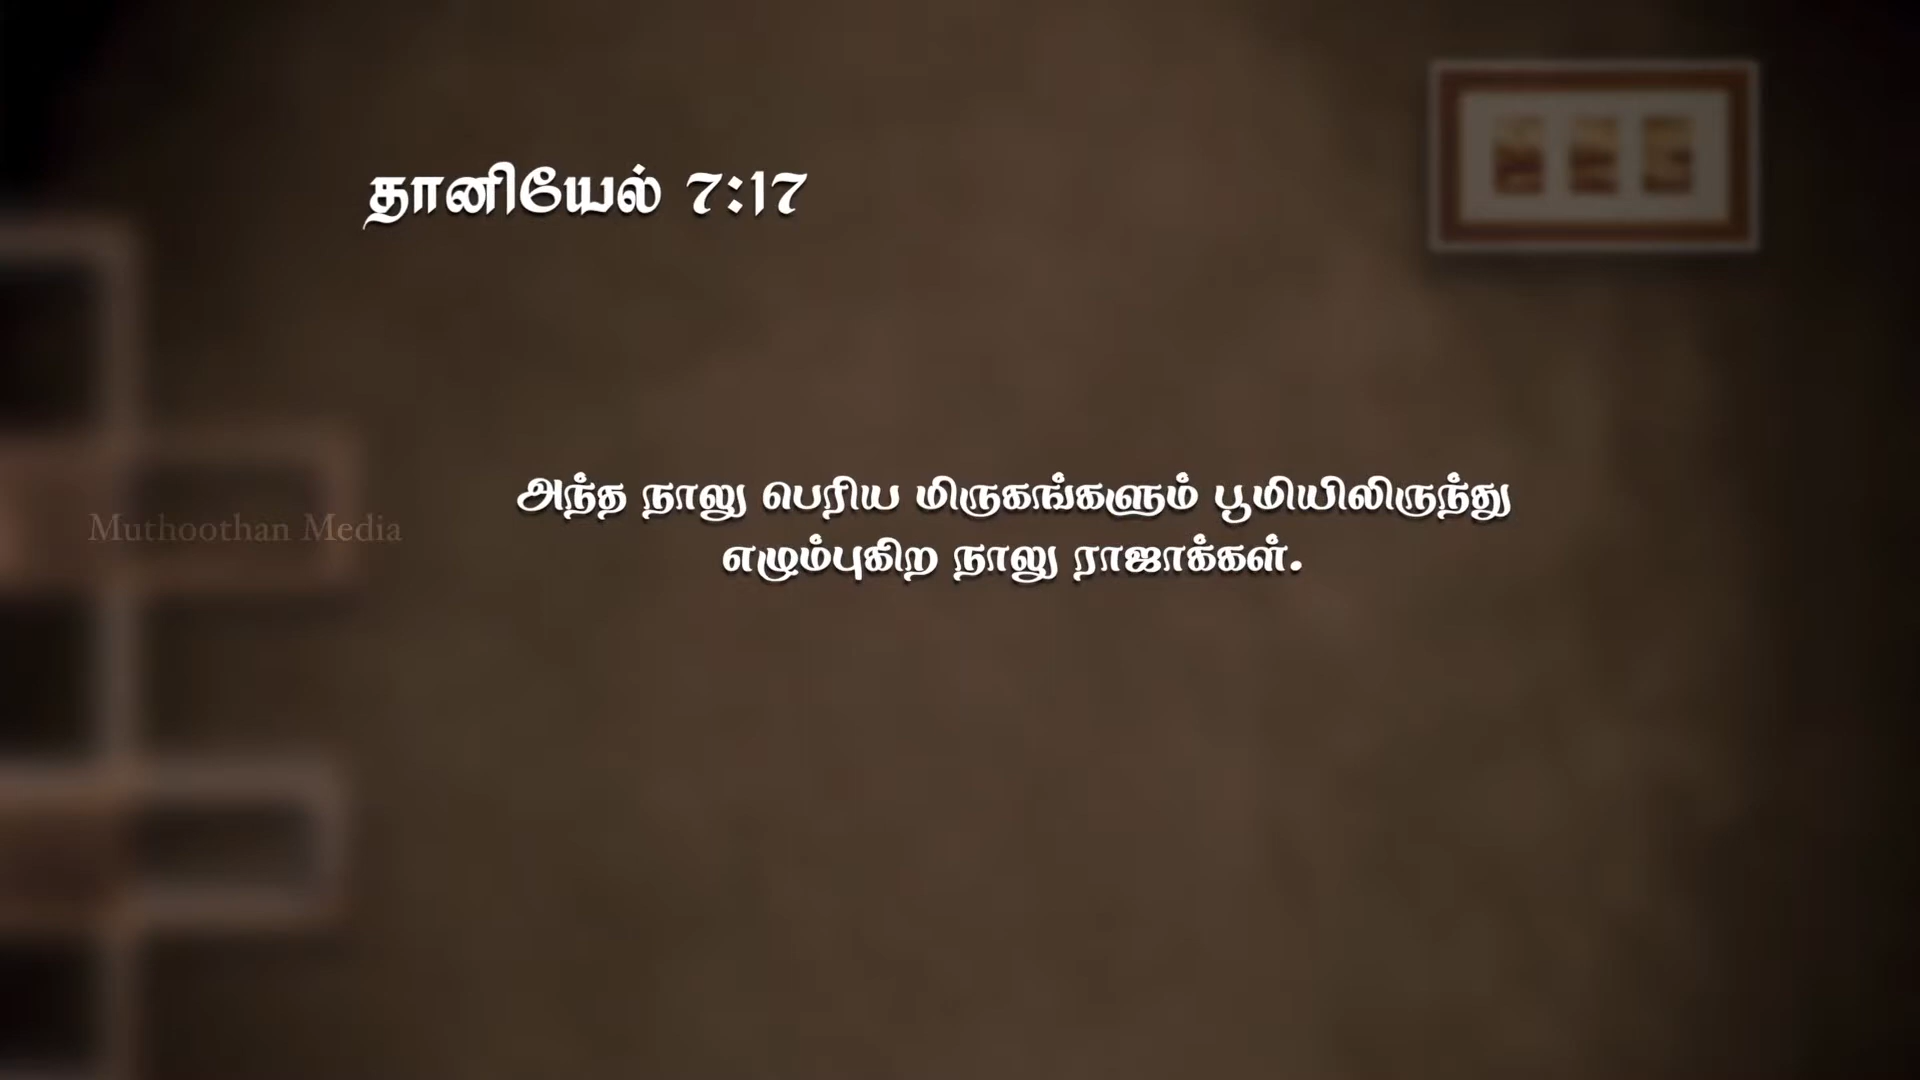 தானியேல் 7:17
அந்த நாலு பெரிய மிருகங்களும் பூமியிலிருந்து
Muthoothan Media
எழும்புகிற நாலு ராஜாக்கள்.